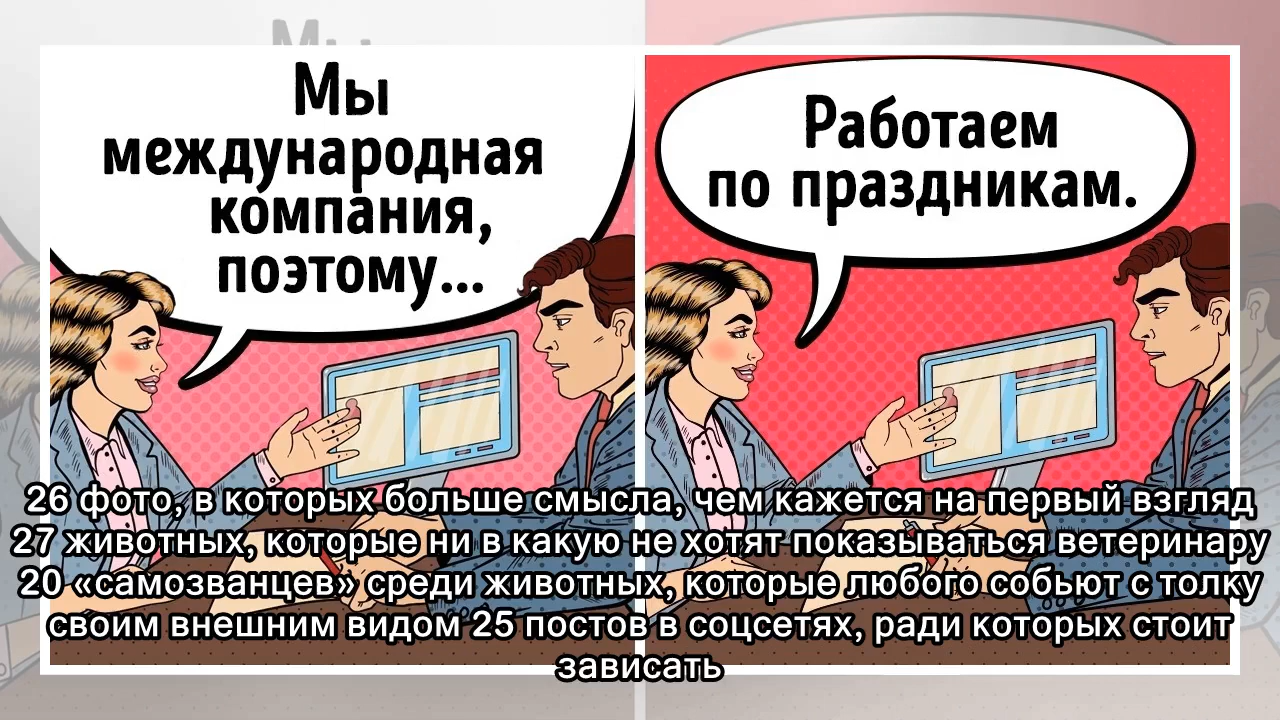 Мы
международная
компания,
поэтому...
Работаем
по праздникам.
26 фото, в которых больше смысла, чем кажется на первый взгляд
27 животных, которые ни в какую не хотят показываться ветеринару
20 «самозванцев» среди животных, которые любого собьют с толку
своим внешним видом 25 постов в соцсетях, ради которых стоит
зависать